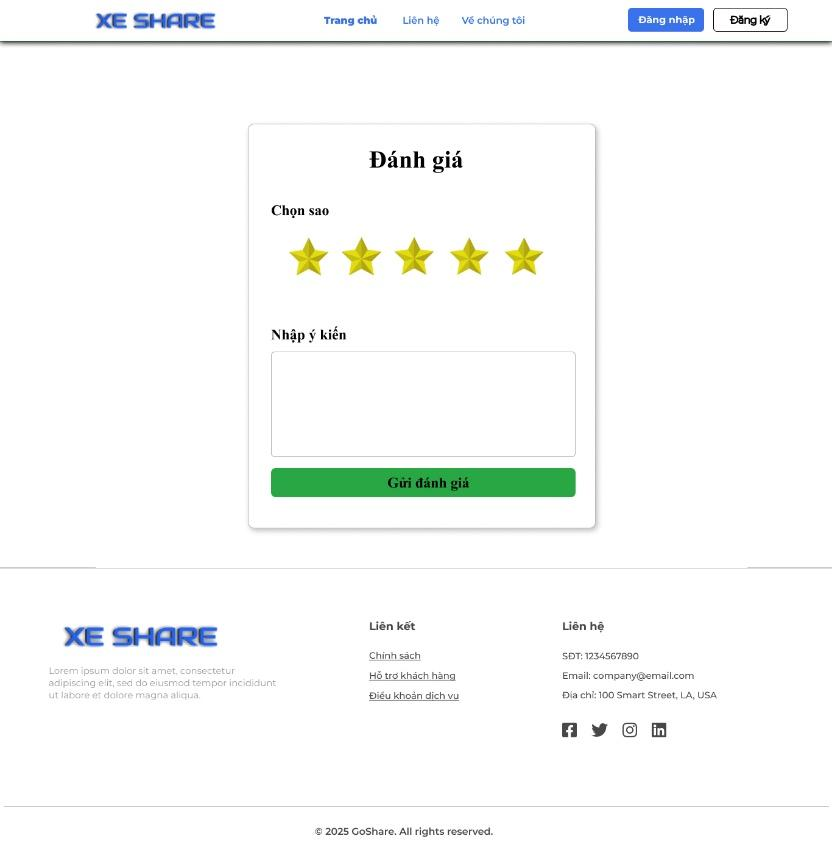 XE SHARE
Trang chủ
Liên hệ
Về chúng tôi
Đăng nhập
Đăng ký
Đánh giá
Chọn sao
Nhập ý kiến
Gửi đánh giá
XE SHARE
Lorem ipsum dolor sit amet, consectetur
adipiscing elit, sed do eiusmod tempor incididunt
ut labore et dolore magna aliqua.
Liên kết
Chính sách
Hỗ trợ khách hàng
Điều khoản dịch vụ
Liên hệ
SĐT: 1234567890
Email: company@email.com
Địa chỉ: 100 Smart Street, LA, USA
© 2025 GoShare. All rights reserved.